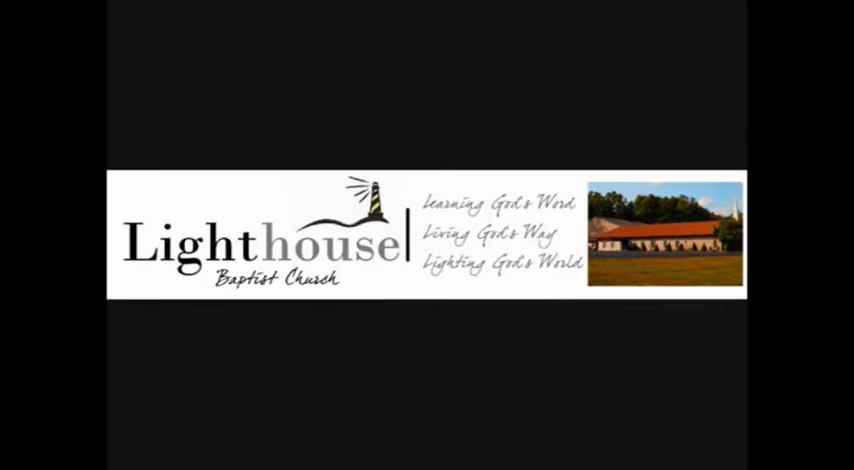 Lighthouse
Baptist Church
Learning God's Word
Living God's Way
Lighting God's World